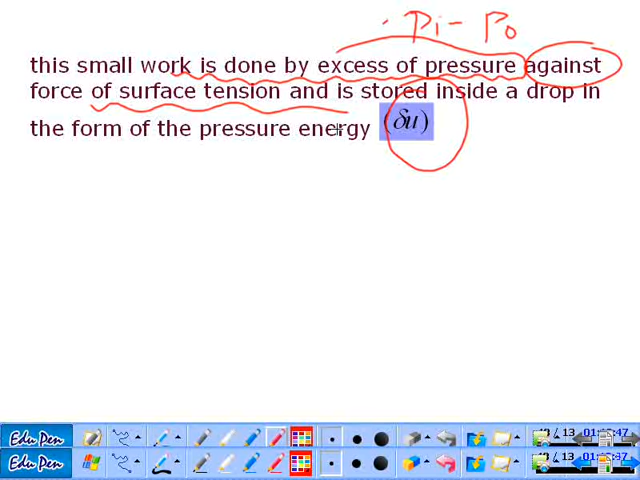 Pi - Po
this small work is done by excess of pressure against
force of surface tension and is stored inside a drop in
the form of the pressure energy (δu)
Edu Pen
Edu Pen